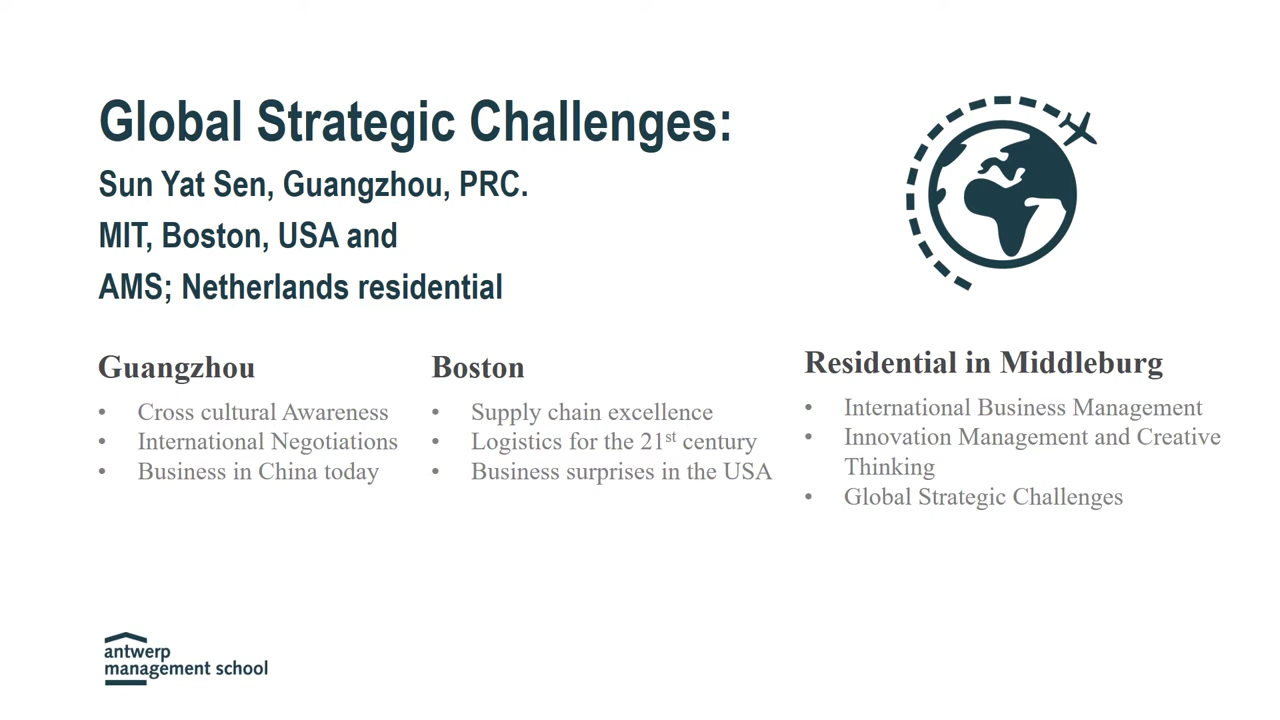 Global Strategic Challenges:
Sun Yat Sen, Guangzhou, PRC.
MIT, Boston, USA and
AMS; Netherlands residential
Guangzhou
• Cross cultural Awareness
• International Negotiations
• Business in China today
Boston
• Supply chain excellence
• Logistics for the 21st century
• Business surprises in the USA
Residential in Middleburg
• International Business Management
• Innovation Management and Creative
Thinking
• Global Strategic Challenges
antwerp
management school